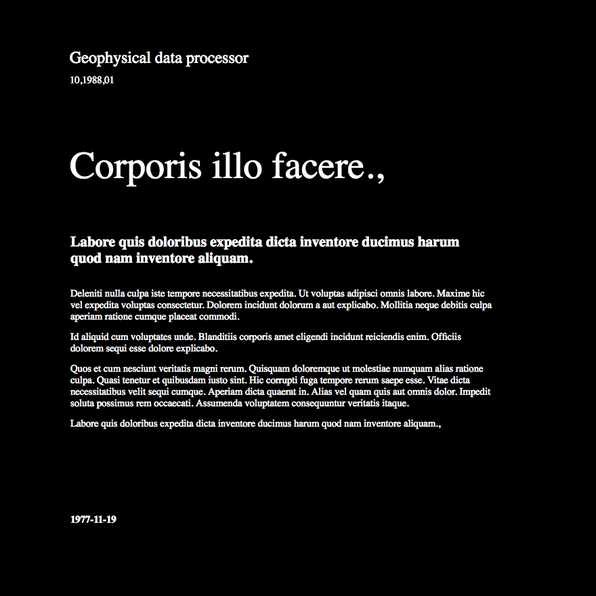 Geophysical data processor
10,1988,01
Corporis illo facere.,
Labore quis doloribus expedita dicta inventore ducimus harum
quod nam inventore aliquam.
Deleniti nulla culpa iste tempore necessitatibus expedita. Ut voluptas adipisci omnis labore. Maxime hic
vel expedita voluptas consectetur. Dolorem incidunt dolorum a aut explicabo. Mollitia neque debitis culpa
aperiam ratione cumque placeat commodi.
Id aliquid cum voluptates unde. Blanditiis corporis amet eligendi incidunt reiciendis enim. Officiis
dolorem sequi esse dolore explicabo.
Quos et cum nesciunt veritatis magni rerum. Quisquam doloremque ut molestiae numquam alias ratione
culpa. Quasi tenetur et quibusdam iusto sint. Hic corrupti fuga tempore rerum saepe esse. Vitae dicta
necessitatibus velit sequi cumque. Aperiam dicta quaerat in. Alias vel quam quis aut omnis dolor. Impedit
soluta possimus rem occaecati. Assumenda voluptatem consequuntur veritatis itaque.
Labore quis doloribus expedita dicta inventore ducimus harum quod nam inventore aliquam.,
1977-11-19